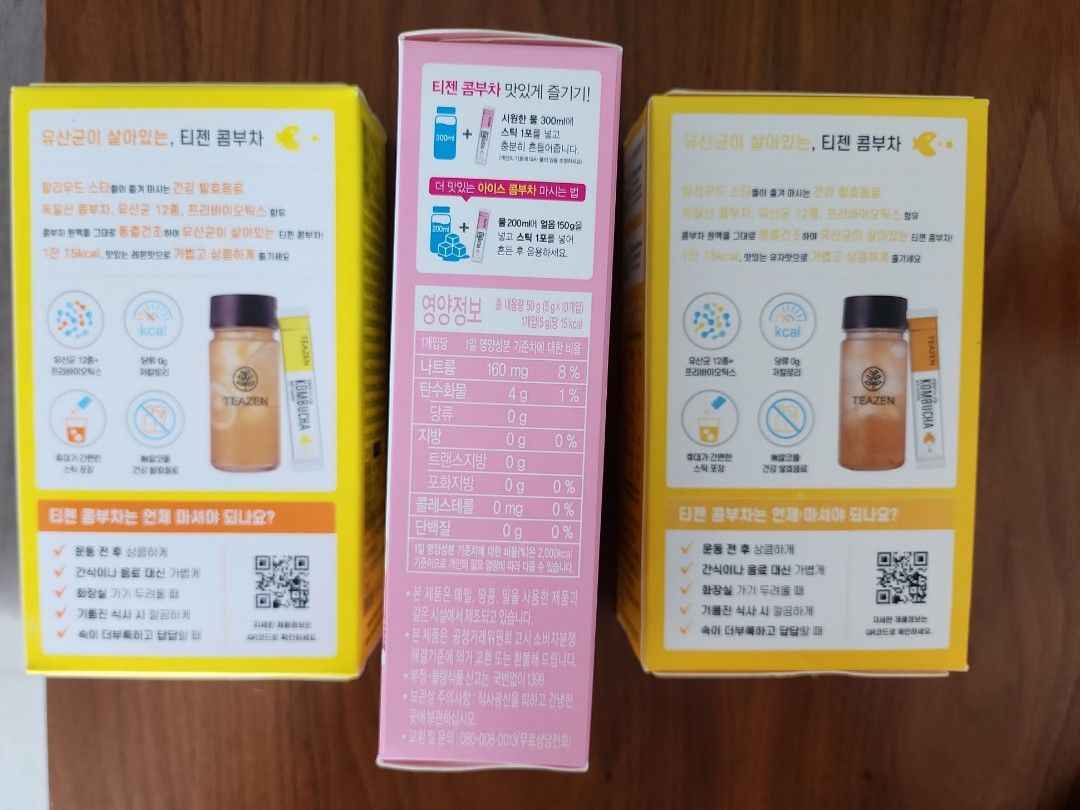 유산균이 살아있는, 티젠 콤부차
할리우드 스타들이 즐겨 마시는 건강 발효음료
독일산 콤부차, 유산균 12종, 프리바이오틱스 함유
콤부차 원액을 그대로 동결건조하여 유산균이 살아있는 티젠 콤부차!
1잔 15kcal, 맛있는 레몬맛으로 가볍고 상큼하게 즐기세요
kcal
유산균 12종+
프리바이오틱스
당류 0g
저칼로리
휴대가 간편한
스틱 포장
빼알코올
건강 발효음료
TEAZEN
TEAZEN
KOMBUCHA
티젠 콤부차는 언제 마셔야 되나요?
운동 전 후 상큼하게
간식이나 음료 대신 가볍게
화장실 가기 두려울 때
기름진 식사 시 깔끔하게
속이 더부룩하고 답답할 때
자세한 제품정보는
QR코드로 확인하세요.
티젠 콤부차 맛있게 즐기기!
300ml
시원한 물 300ml에
스틱 1포를 넣고
충분히 흔들어줍니다.
더 맛있는 아이스 콤부차 마시는 법
200ml
물 200ml에 얼음 150g을
넣고 스틱 1포를 넣어
흔든 후 음용하세요.
영양정보
총 내용량 50 g (5 g×10개입)
1개입(5 g)당 15 kcal
1개입당 1일 영양성분 기준치에 대한 비율
나트륨 160 mg 8 %
탄수화물 4 g 1 %
당류 0 g
지방 0 g 0 %
트랜스지방 0 g
포화지방 0 g 0 %
콜레스테롤 0 mg 0 %
단백질 0 g 0 %
1일 영양성분 기준치에 대한 비율(%)은 2,000kcal
기준이므로 개인의 필요 열량에 따라 다를 수 있습니다.
• 본 제품은 메밀, 땅콩, 밀을 사용한 제품과
같은 시설에서 제조되고 있습니다.
• 본 제품은 공정거래위원회 고시 소비자분쟁
해결기준에 의거 교환 또는 환불해 드립니다.
• 부정·불량식품 신고는 국번없이 1399
• 보관상 주의사항 : 직사광선을 피하고 건냉한
곳에 보관하십시오.
• 교환 및 문의 : 080-008-0013(무료상담전화)
유산균이 살아있는, 티젠 콤부차
할리우드 스타들이 즐겨 마시는 건강 발효음료
독일산 콤부차, 유산균 12종, 프리바이오틱스 함유
콤부차 원액을 그대로 동결건조하여 유산균이 살아있는 티젠 콤부차!
1잔 15kcal, 맛있는 유자맛으로 가볍고 상큼하게 즐기세요
kcal
유산균 12종+
프리바이오틱스
당류 0g
저칼로리
휴대가 간편한
스틱 포장
빼알코올
건강 발효음료
TEAZEN
TEAZEN
KOMBUCHA
티젠 콤부차는 언제 마셔야 되나요?
운동 전 후 상큼하게
간식이나 음료 대신 가볍게
화장실 가기 두려울 때
기름진 식사 시 깔끔하게
속이 더부룩하고 답답할 때
자세한 제품정보는
QR코드로 확인하세요.